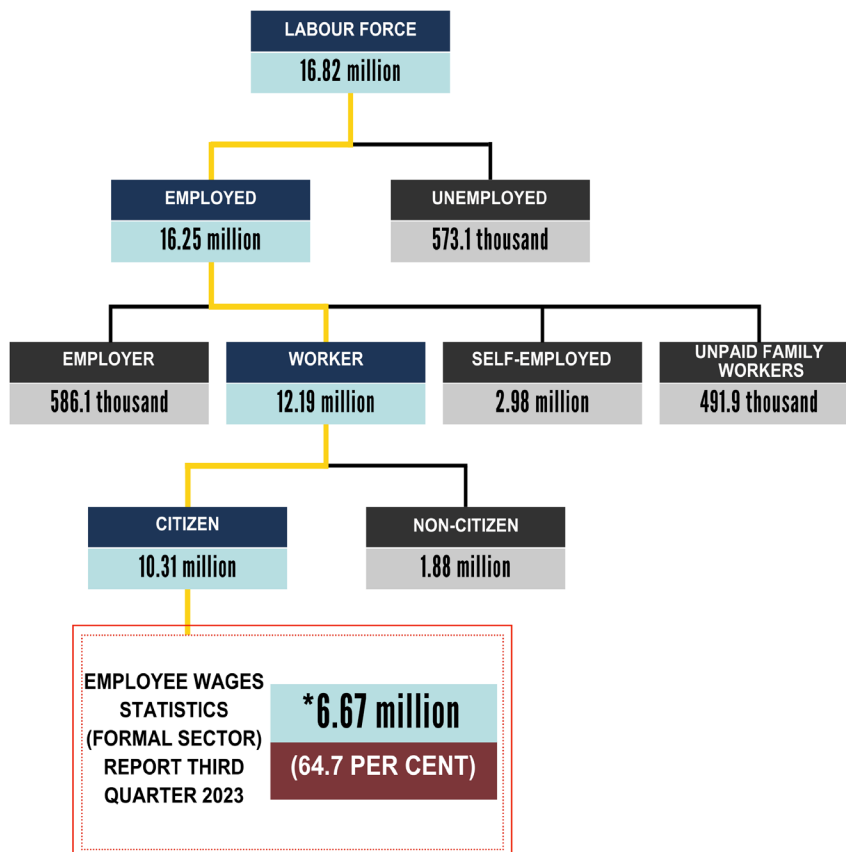 LABOUR FORCE
16.82 million
EMPLOYED
16.25 million
UNEMPLOYED
573.1 thousand
EMPLOYER
586.1 thousand
WORKER
12.19 million
SELF-EMPLOYED
2.98 million
UNPAID FAMILY
WORKERS
491.9 thousand
CITIZEN
10.31 million
NON-CITIZEN
1.88 million
EMPLOYEE WAGES
STATISTICS
(FORMAL SECTOR)
REPORT THIRD
QUARTER 2023
*6.67 million
(64.7 PER CENT)